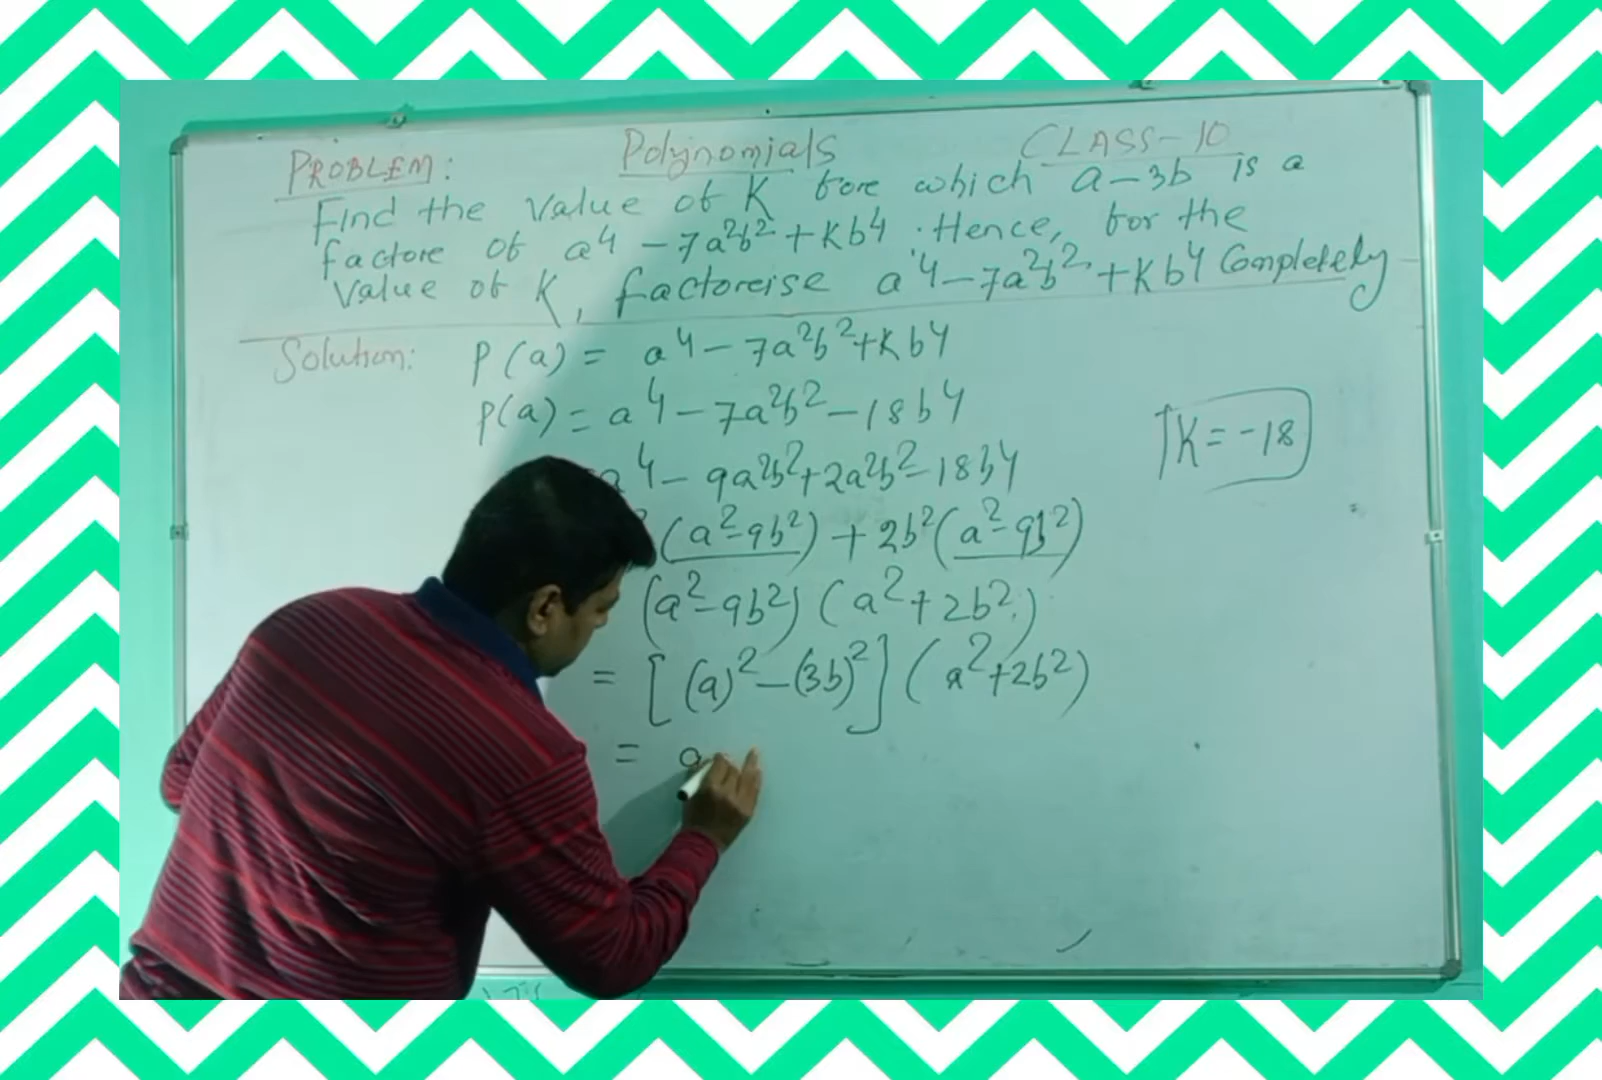 Polynomials CLASS-10
PROBLEM:
Find the value of K fore which a-3b is a
factore of a⁴ - 7a²b² + Kb⁴. Hence, for the
value of K, factoreise a⁴ - 7a²b² + Kb⁴ Completely
Solution: P(a) = a⁴ - 7a²b² + Kb⁴
P(a) = a⁴ - 7a²b² - 18b⁴
K = -18
a⁴ - 9a²b² + 2a²b² - 18b⁴
² (a² - 9b²) + 2b² (a² - 9b²)
(a² - 9b²) (a² + 2b²)
= [(a)² - (3b)²] (a² + 2b²)
= a